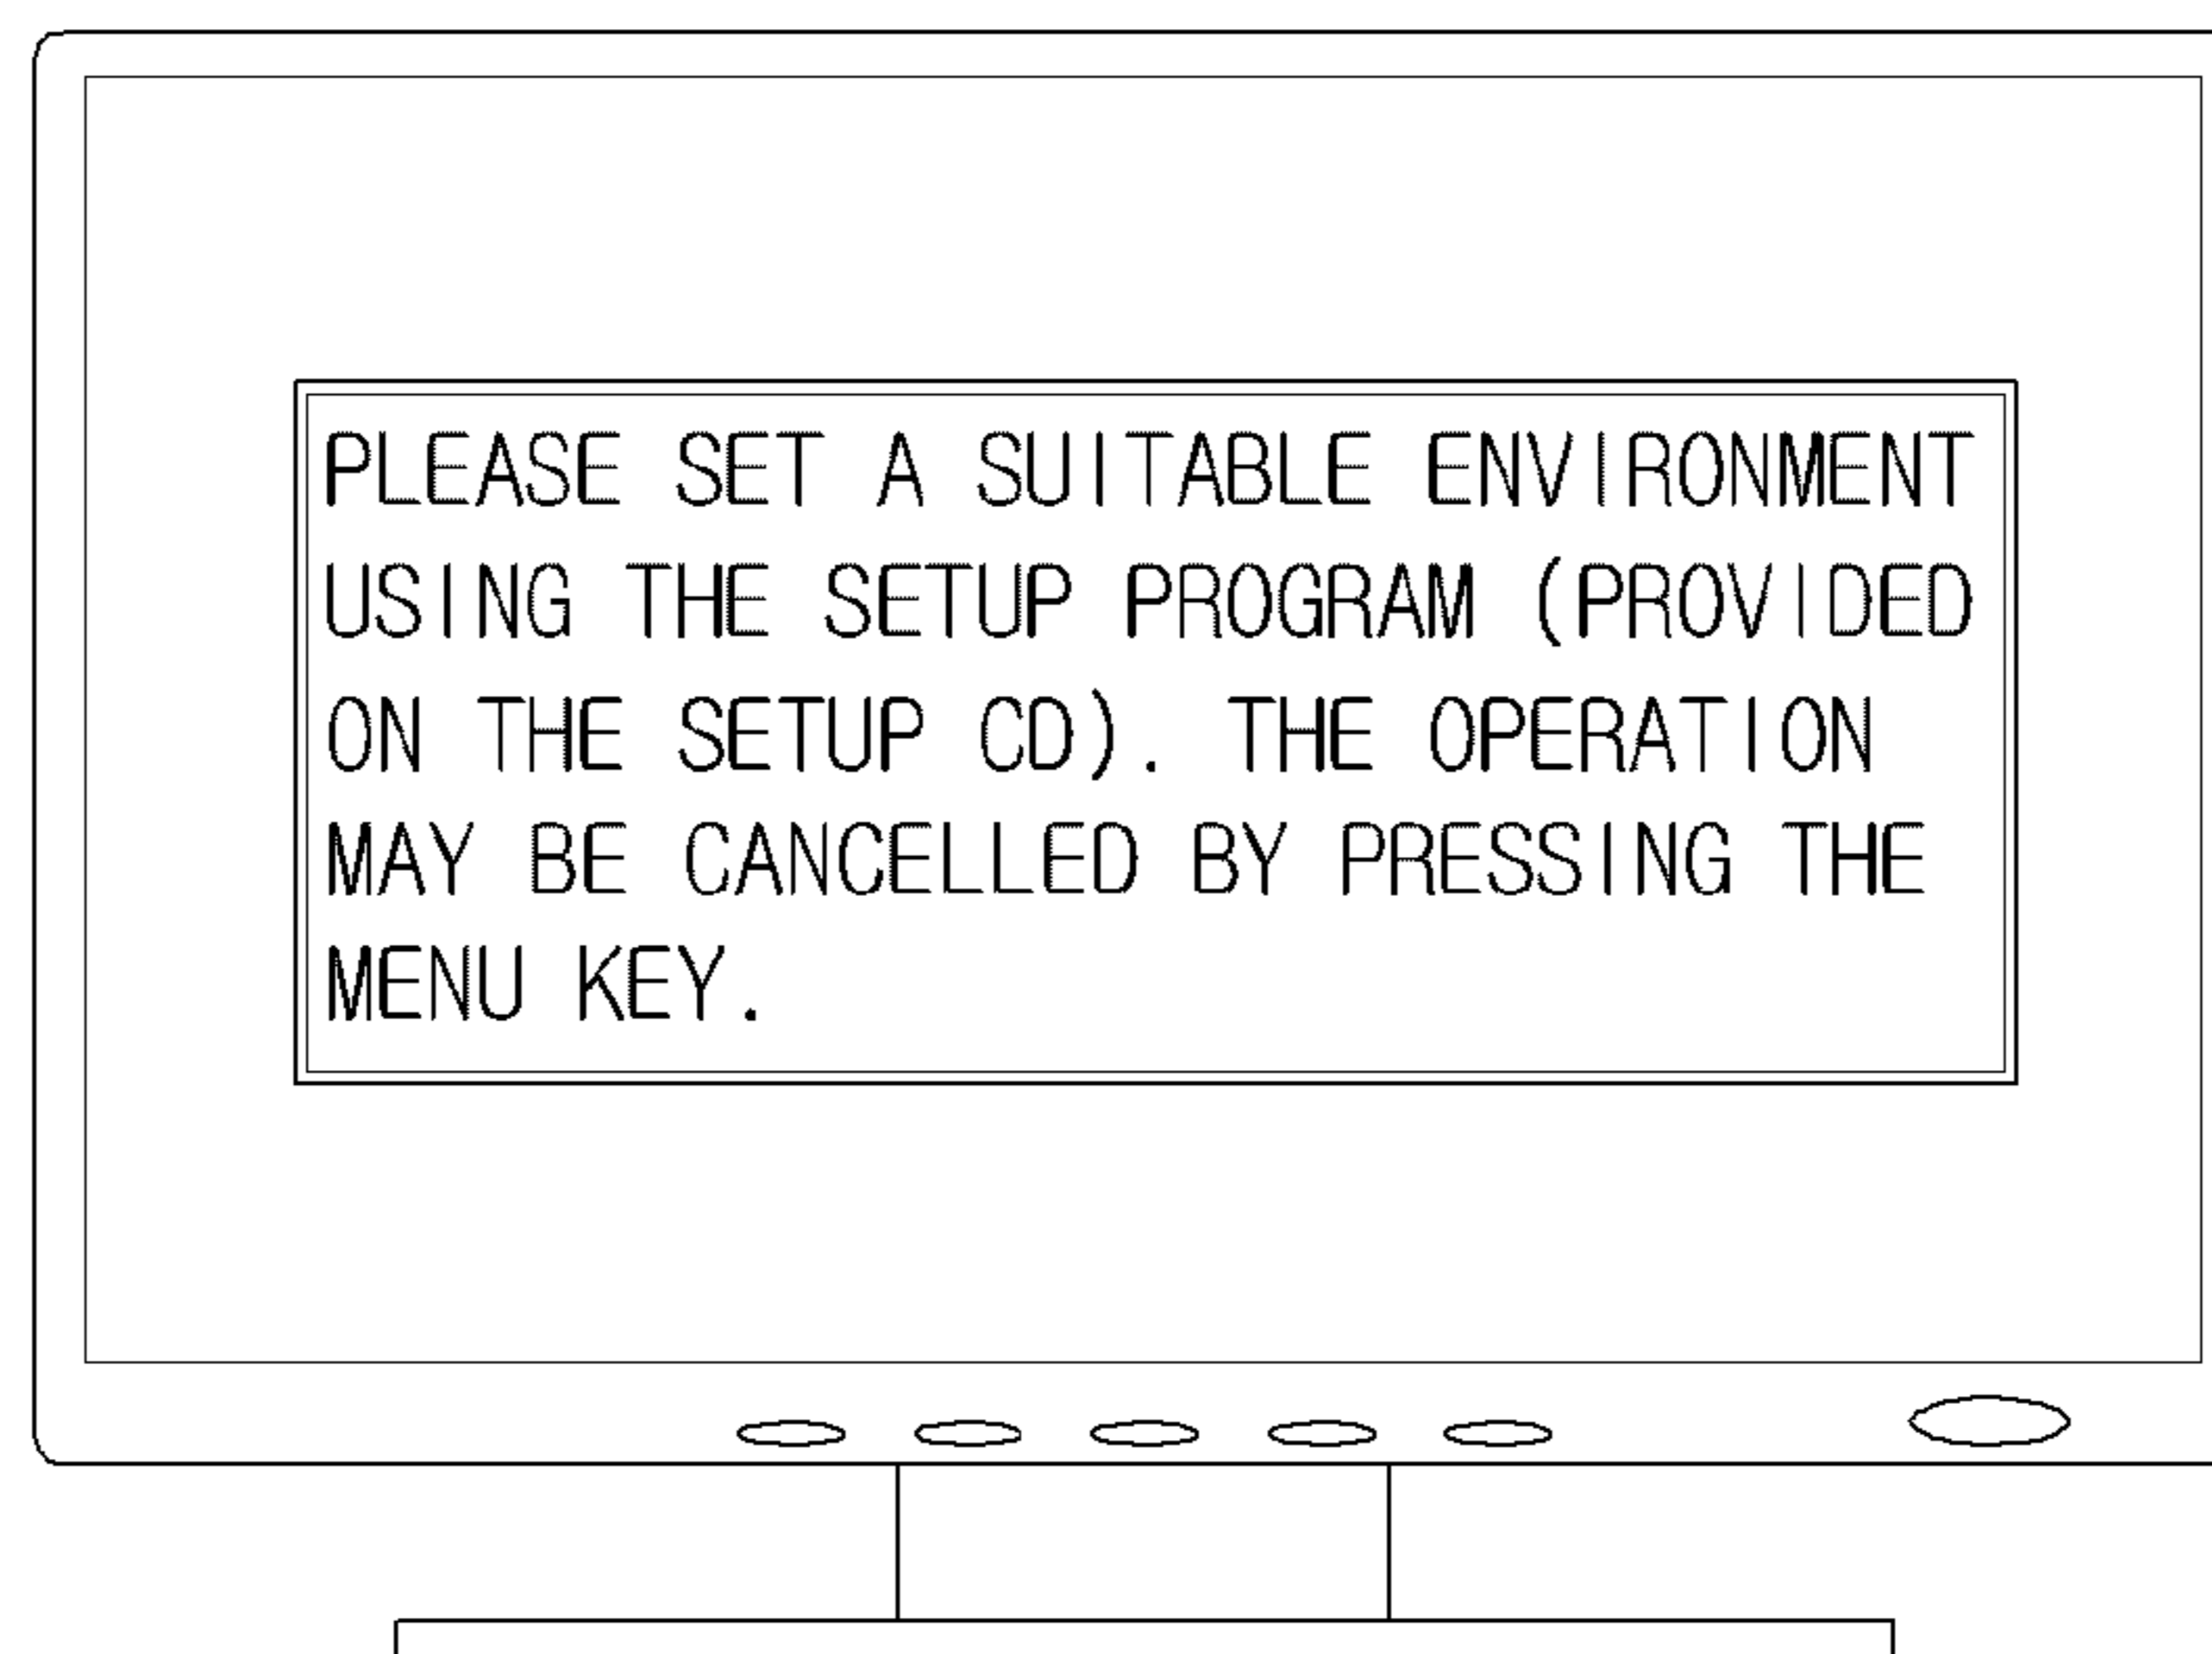 PLEASE SET A SUITABLE ENVIRONMENT
USING THE SETUP PROGRAM (PROVIDED
ON THE SETUP CD). THE OPERATION
MAY BE CANCELLED BY PRESSING THE
MENU KEY.